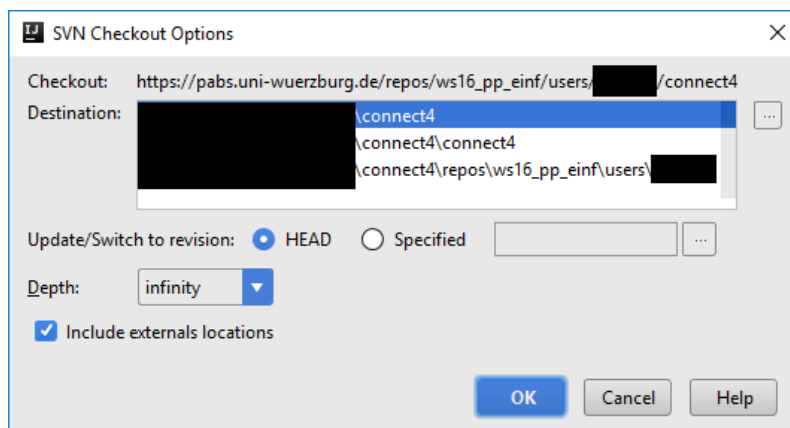 IJ SVN Checkout Options
Checkout: https://pabs.uni-wuerzburg.de/repos/ws16_pp_einf/users/ /connect4
Destination: \connect4 ...
\connect4\connect4
\connect4\repos\ws16_pp_einf\users\
Update/Switch to revision: HEAD Specified ...
Depth: infinity
Include externals locations
OK Cancel Help